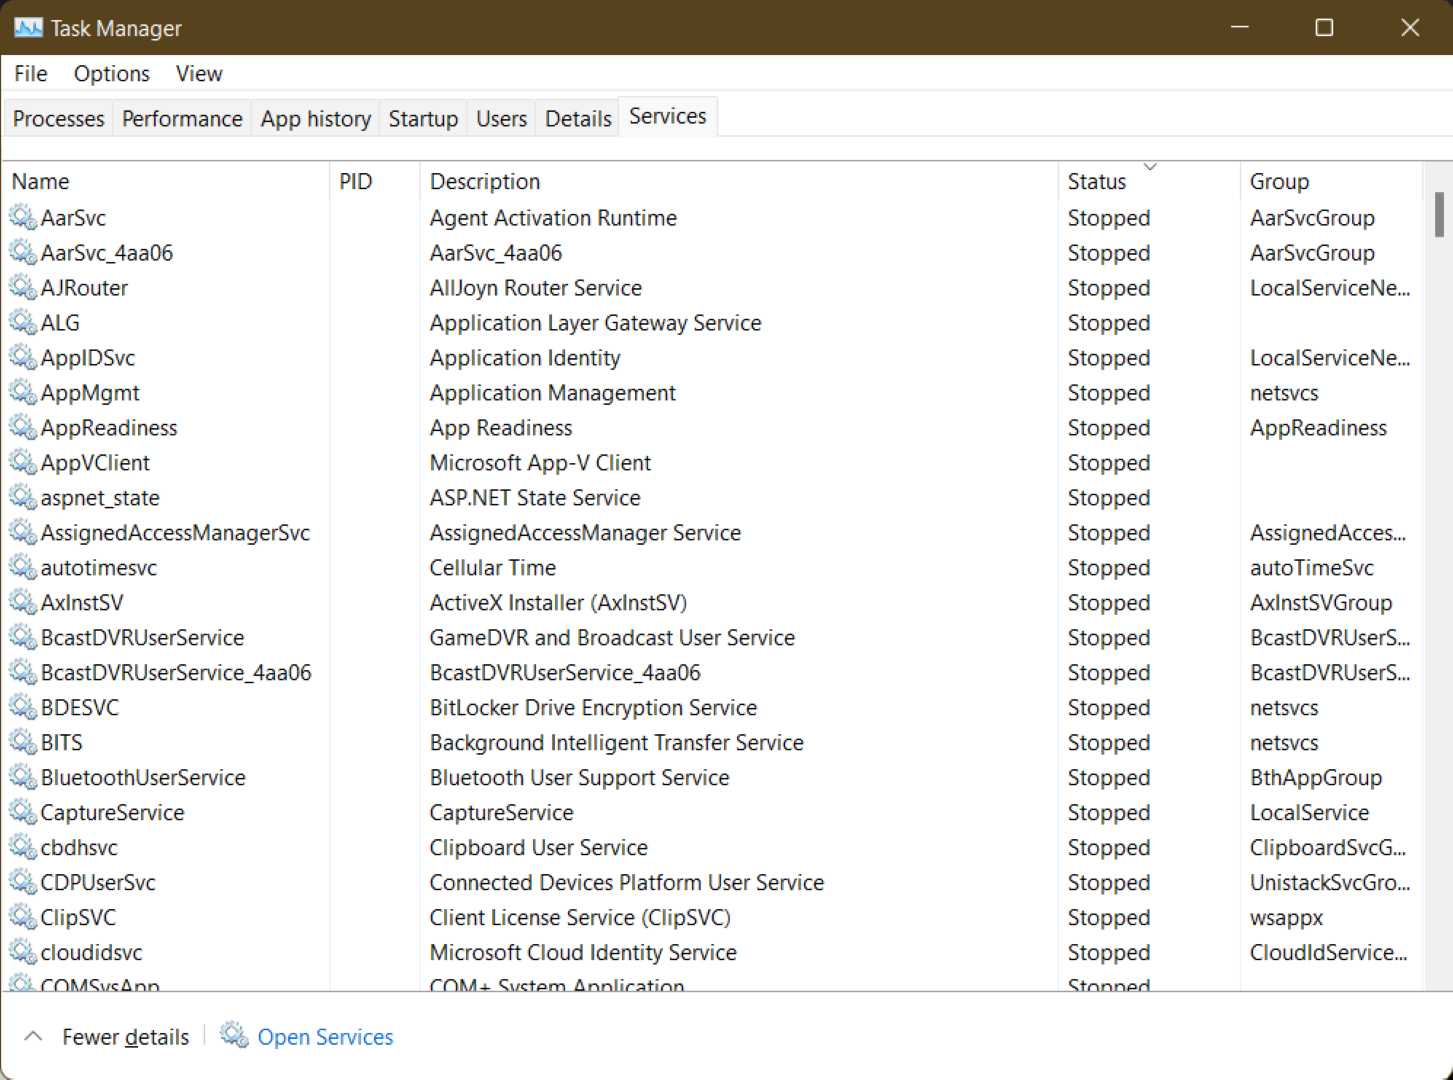 Task Manager
File Options View
Processes Performance App history Startup Users Details Services
Name PID Description Status Group
AarSvc Agent Activation Runtime Stopped AarSvcGroup
AarSvc_4aa06 AarSvc_4aa06 Stopped AarSvcGroup
AJRouter AllJoyn Router Service Stopped LocalServiceNe...
ALG Application Layer Gateway Service Stopped
AppIDSvc Application Identity Stopped LocalServiceNe...
AppMgmt Application Management Stopped netsvcs
AppReadiness App Readiness Stopped AppReadiness
AppVClient Microsoft App-V Client Stopped
aspnet_state ASP.NET State Service Stopped
AssignedAccessManagerSvc AssignedAccessManager Service Stopped AssignedAcces...
autotimesvc Cellular Time Stopped autoTimeSvc
AxInstSV ActiveX Installer (AxInstSV) Stopped AxInstSVGroup
BcastDVRUserService GameDVR and Broadcast User Service Stopped BcastDVRUserS...
BcastDVRUserService_4aa06 BcastDVRUserService_4aa06 Stopped BcastDVRUserS...
BDESVC BitLocker Drive Encryption Service Stopped netsvcs
BITS Background Intelligent Transfer Service Stopped netsvcs
BluetoothUserService Bluetooth User Support Service Stopped BthAppGroup
CaptureService CaptureService Stopped LocalService
cbdhsvc Clipboard User Service Stopped ClipboardSvcG...
CDPUserSvc Connected Devices Platform User Service Stopped UnistackSvcGro...
ClipSVC Client License Service (ClipSVC) Stopped wsappx
cloudidsvc Microsoft Cloud Identity Service Stopped CloudIdService...
COMSysApp COM+ System Application Stopped
Fewer details Open Services